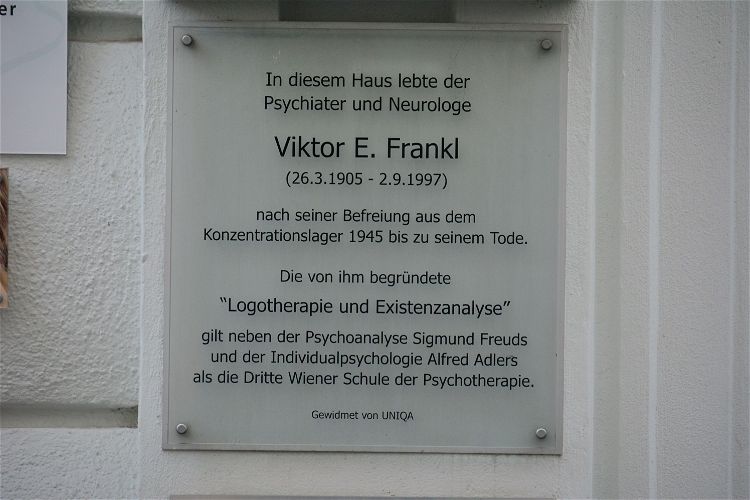 er
In diesem Haus lebte der
Psychiater und Neurologe
Viktor E. Frankl
(26.3.1905 - 2.9.1997)
nach seiner Befreiung aus dem
Konzentrationslager 1945 bis zu seinem Tode.
Die von ihm begründete
"Logotherapie und Existenzanalyse"
gilt neben der Psychoanalyse Sigmund Freuds
und der Individualpsychologie Alfred Adlers
als die Dritte Wiener Schule der Psychotherapie.
Gewidmet von UNIQA